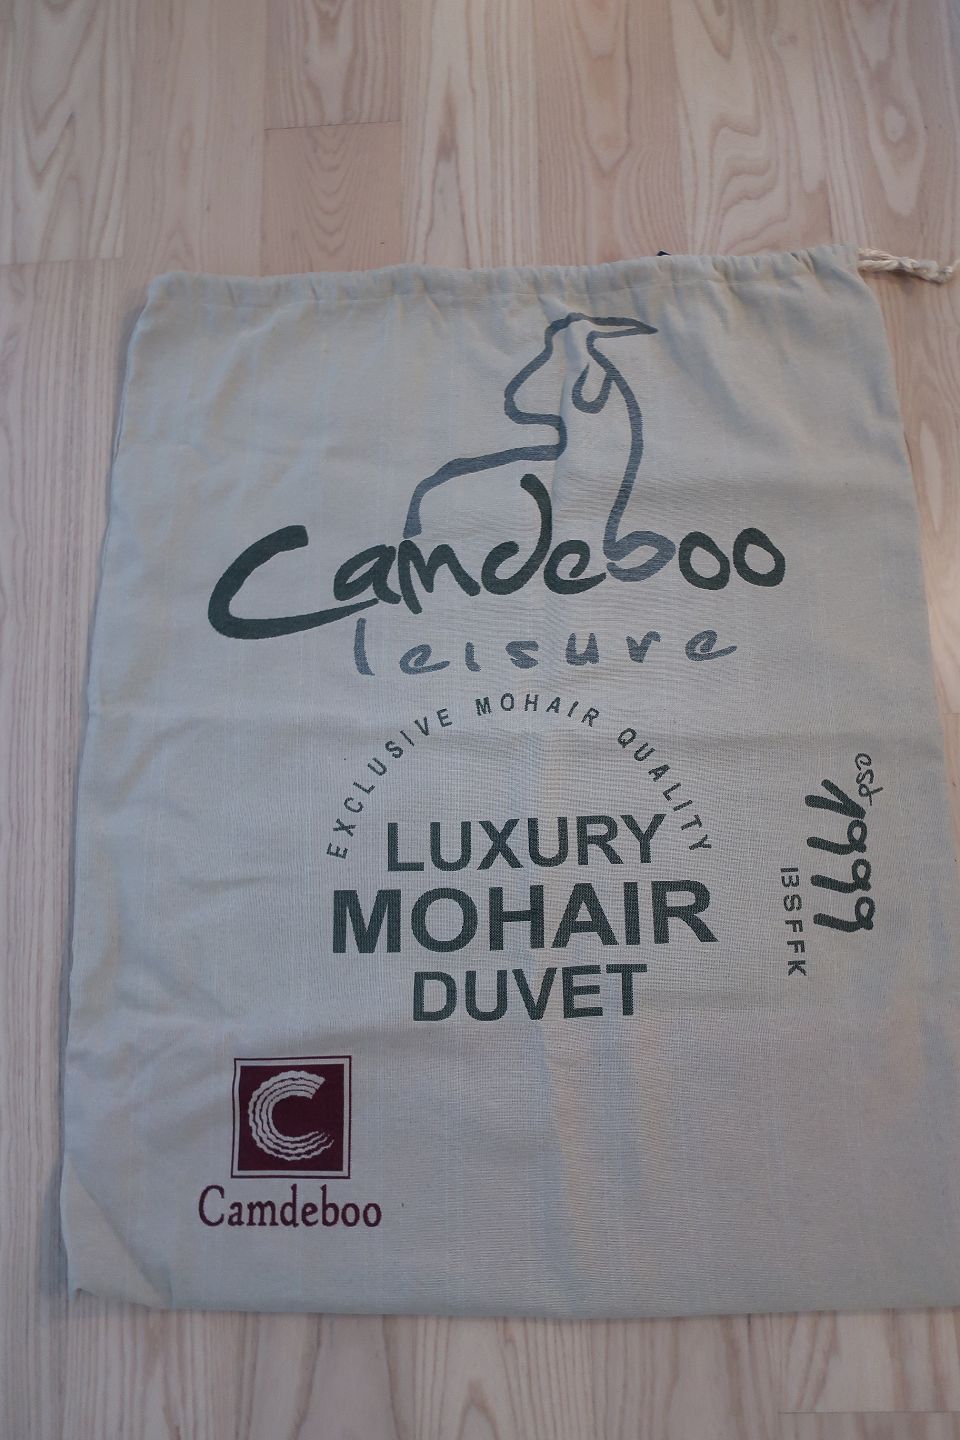 Camdeboo
leisure
EXCLUSIVE MOHAIR QUALITY
LUXURY
MOHAIR
DUVET
est
1999
I3SFFK
Camdeboo